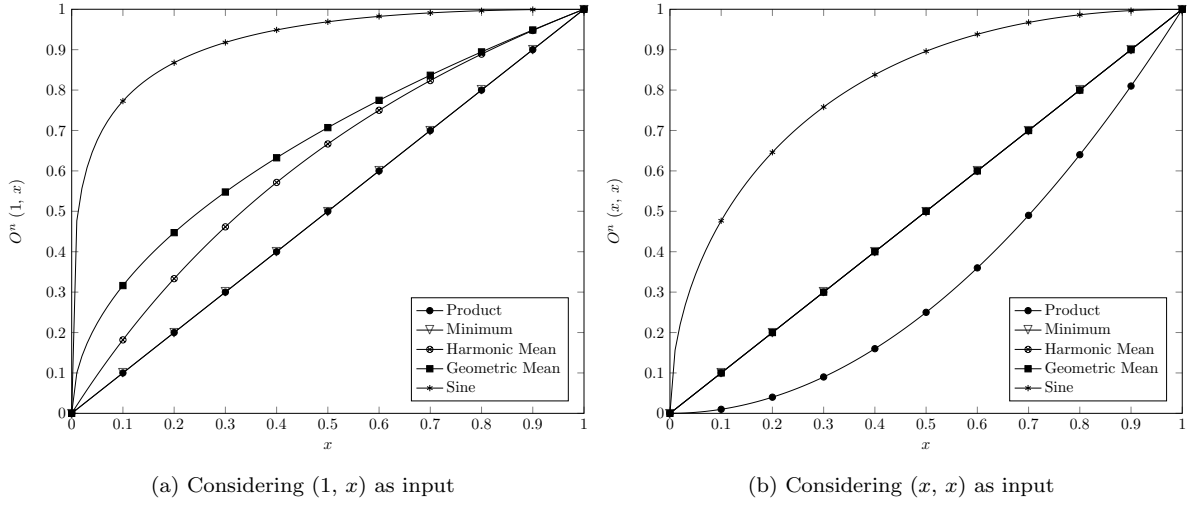 1
0.9
0.8
0.7
0.6
0.5
0.4
0.3
0.2
0.1
0
0 0.1 0.2 0.3 0.4 0.5 0.6 0.7 0.8 0.9 1
x
Oⁿ (1, x)
Product
Minimum
Harmonic Mean
Geometric Mean
Sine
(a) Considering (1, x) as input
1
0.9
0.8
0.7
0.6
0.5
0.4
0.3
0.2
0.1
0
0 0.1 0.2 0.3 0.4 0.5 0.6 0.7 0.8 0.9 1
x
Oⁿ (x, x)
Product
Minimum
Harmonic Mean
Geometric Mean
Sine
(b) Considering (x, x) as input